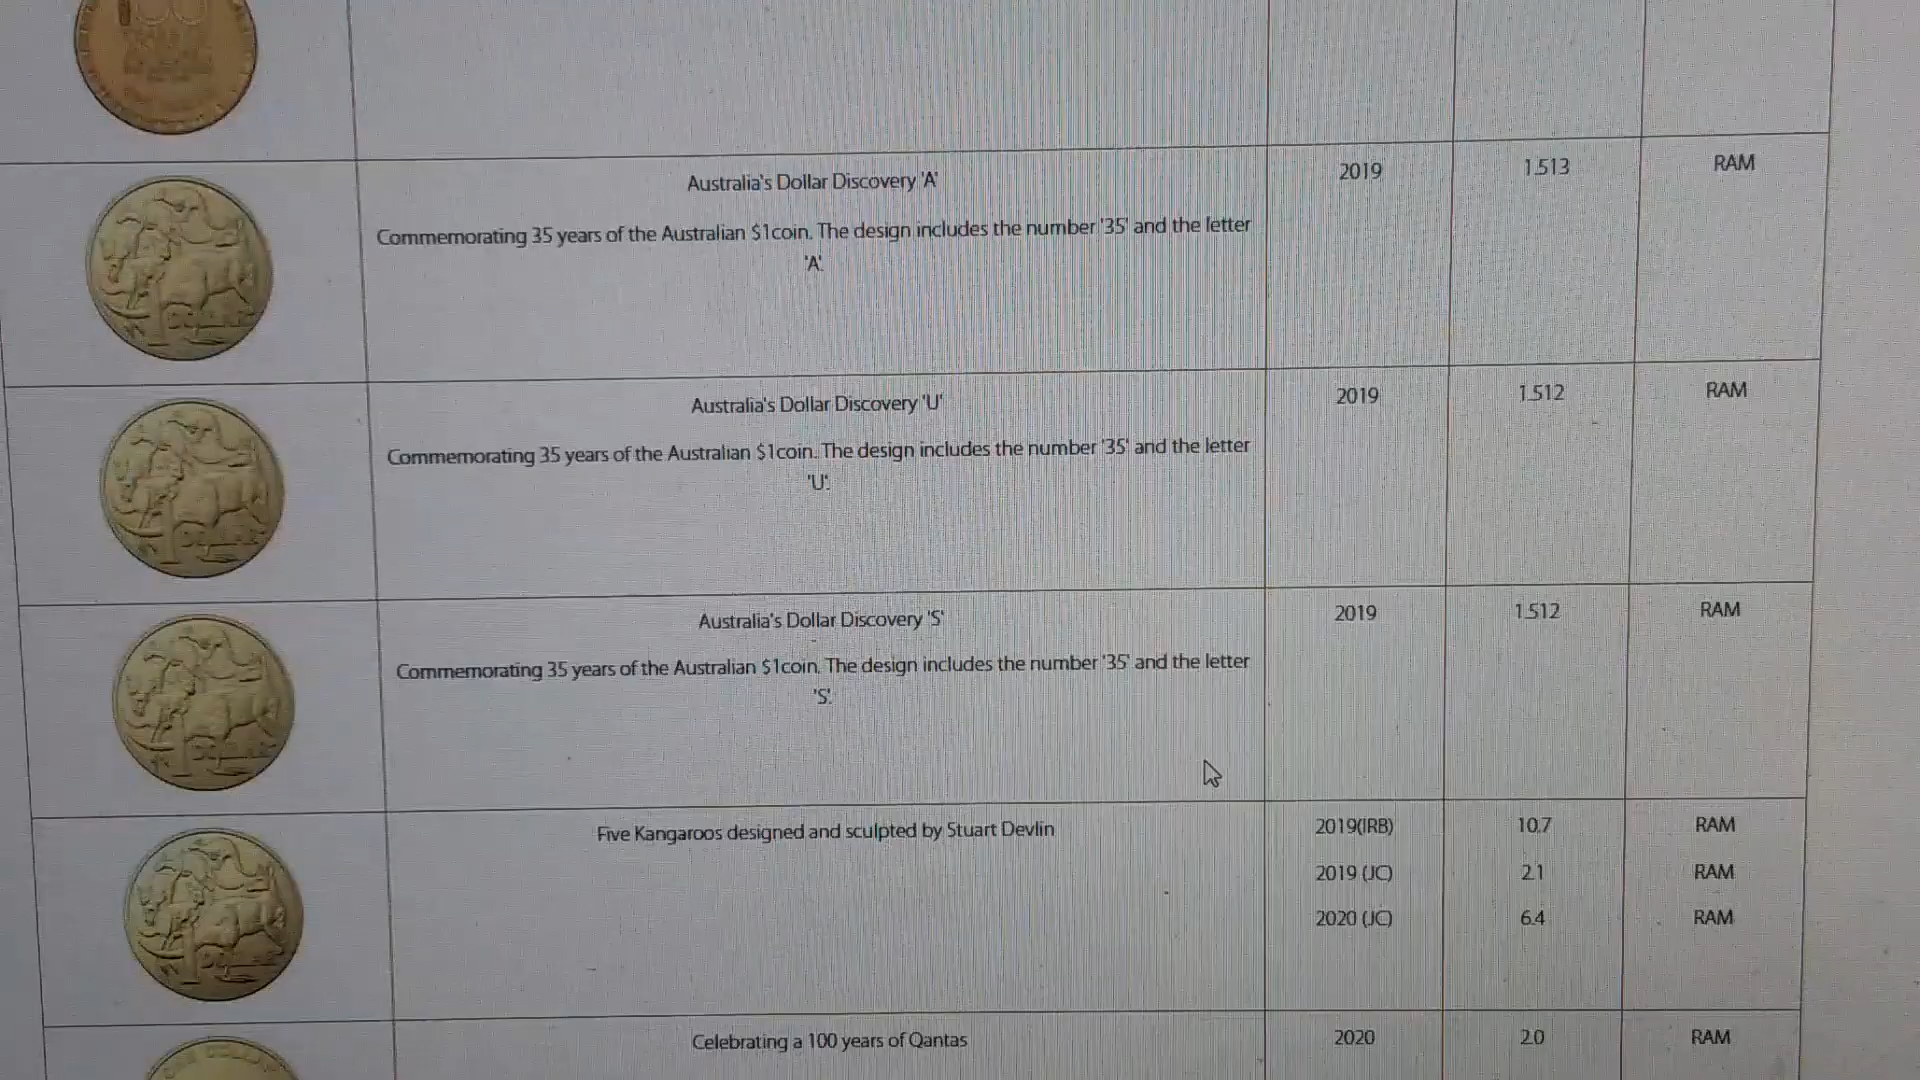 Australia's Dollar Discovery 'A' 2019 1.513 RAM
Commemorating 35 years of the Australian $1coin. The design includes the number '35' and the letter
'A'.
Australia's Dollar Discovery 'U' 2019 1.512 RAM
Commemorating 35 years of the Australian $1coin. The design includes the number '35' and the letter
'U'.
Australia's Dollar Discovery 'S' 2019 1.512 RAM
Commemorating 35 years of the Australian $1coin. The design includes the number '35' and the letter
'S'.
Five Kangaroos designed and sculpted by Stuart Devlin 2019(IRB) 10.7 RAM
2019 (JC) 2.1 RAM
2020 (JC) 6.4 RAM
Celebrating a 100 years of Qantas 2020 2.0 RAM